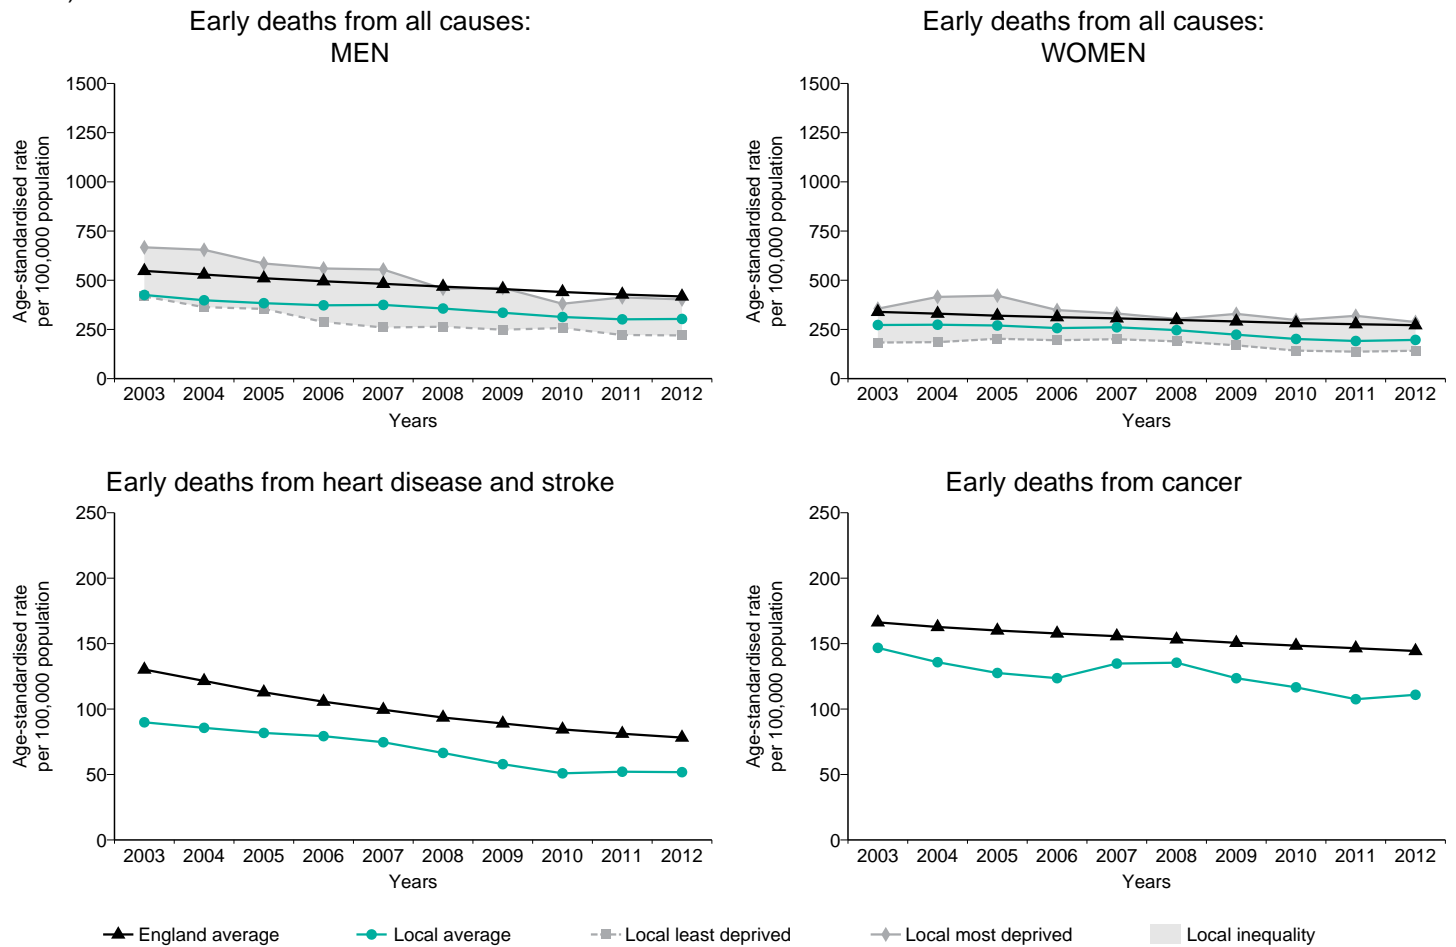 Early deaths from all causes:
MEN
Age-standardised rate
per 100,000 population
1500
1250
1000
750
500
250
0
2003 2004 2005 2006 2007 2008 2009 2010 2011 2012
Years
Early deaths from all causes:
WOMEN
Age-standardised rate
per 100,000 population
1500
1250
1000
750
500
250
0
2003 2004 2005 2006 2007 2008 2009 2010 2011 2012
Years
Early deaths from heart disease and stroke
Age-standardised rate
per 100,000 population
250
200
150
100
50
0
2003 2004 2005 2006 2007 2008 2009 2010 2011 2012
Years
Early deaths from cancer
Age-standardised rate
per 100,000 population
250
200
150
100
50
0
2003 2004 2005 2006 2007 2008 2009 2010 2011 2012
Years
England average Local average Local least deprived Local most deprived Local inequality